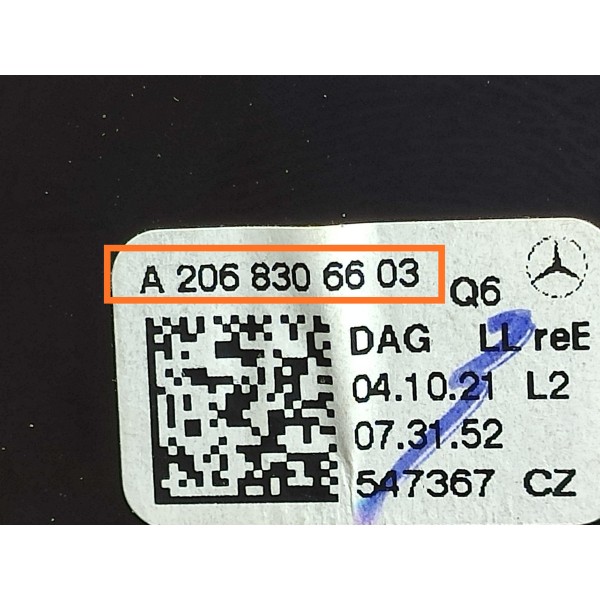 A 206 830 66 03
Q6
DAG LL reE
04.10.21 L2
07.31.52
547367 CZ